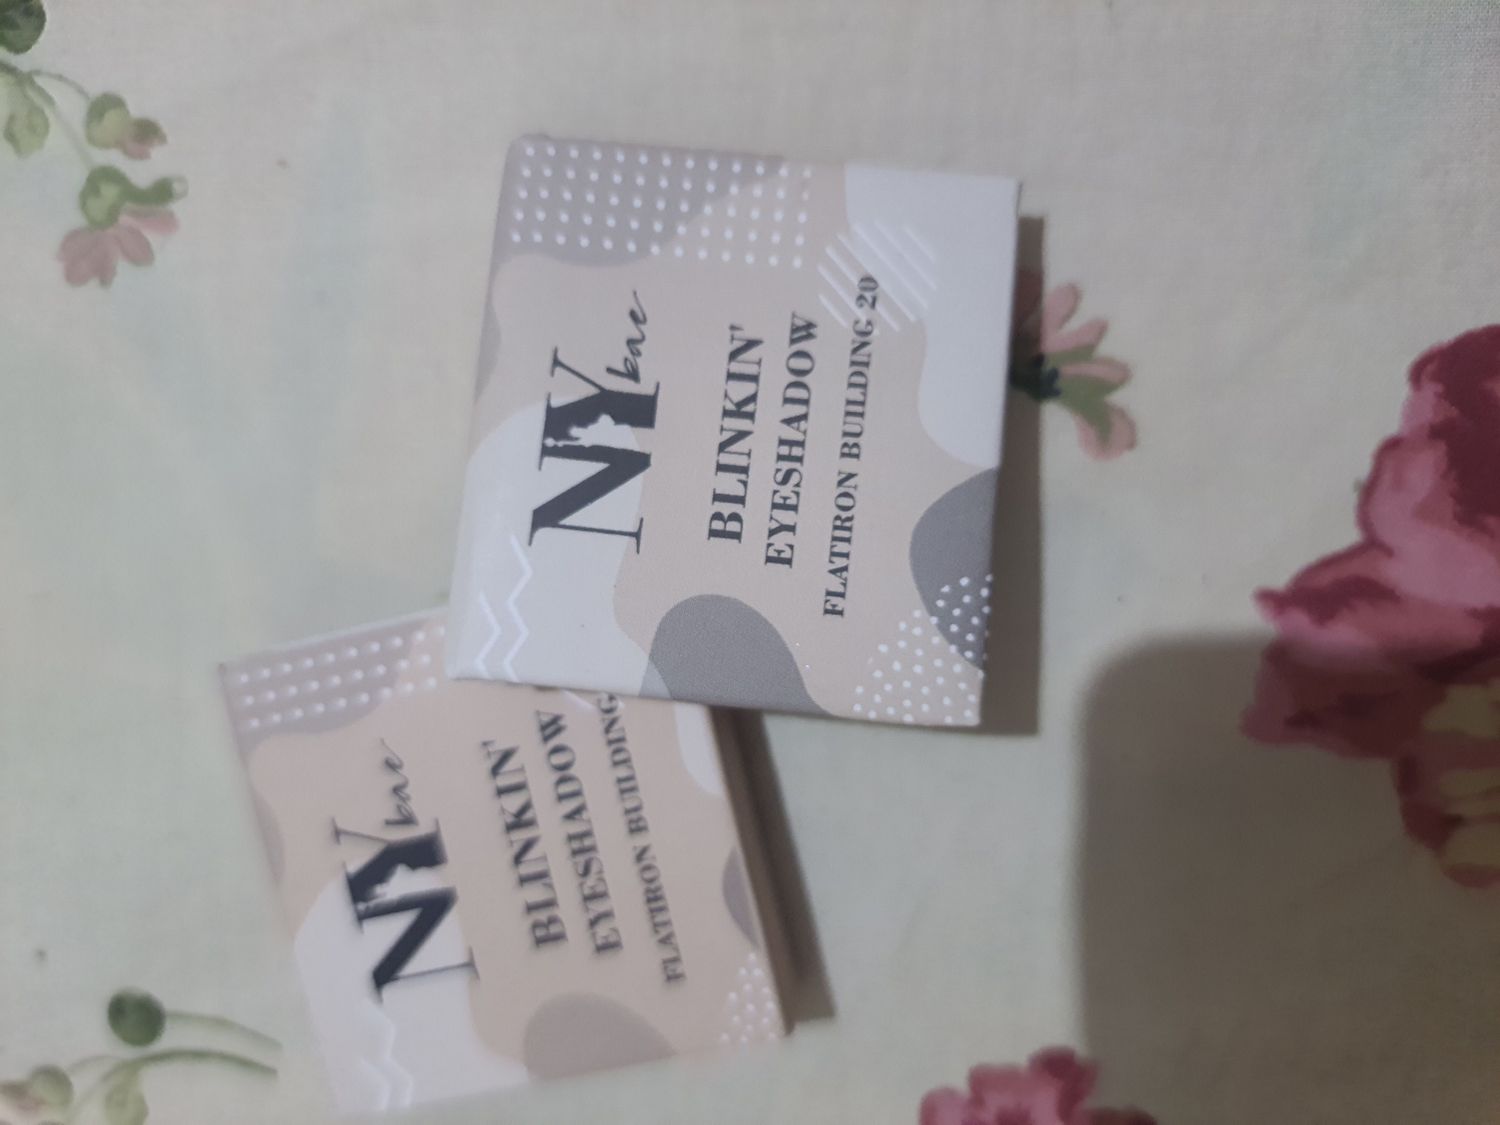 NY bae
BLINKIN'
EYESHADOW
FLATIRON BUILDING 20
NY bae
BLINKIN'
EYESHADOW
FLATIRON BUILDING